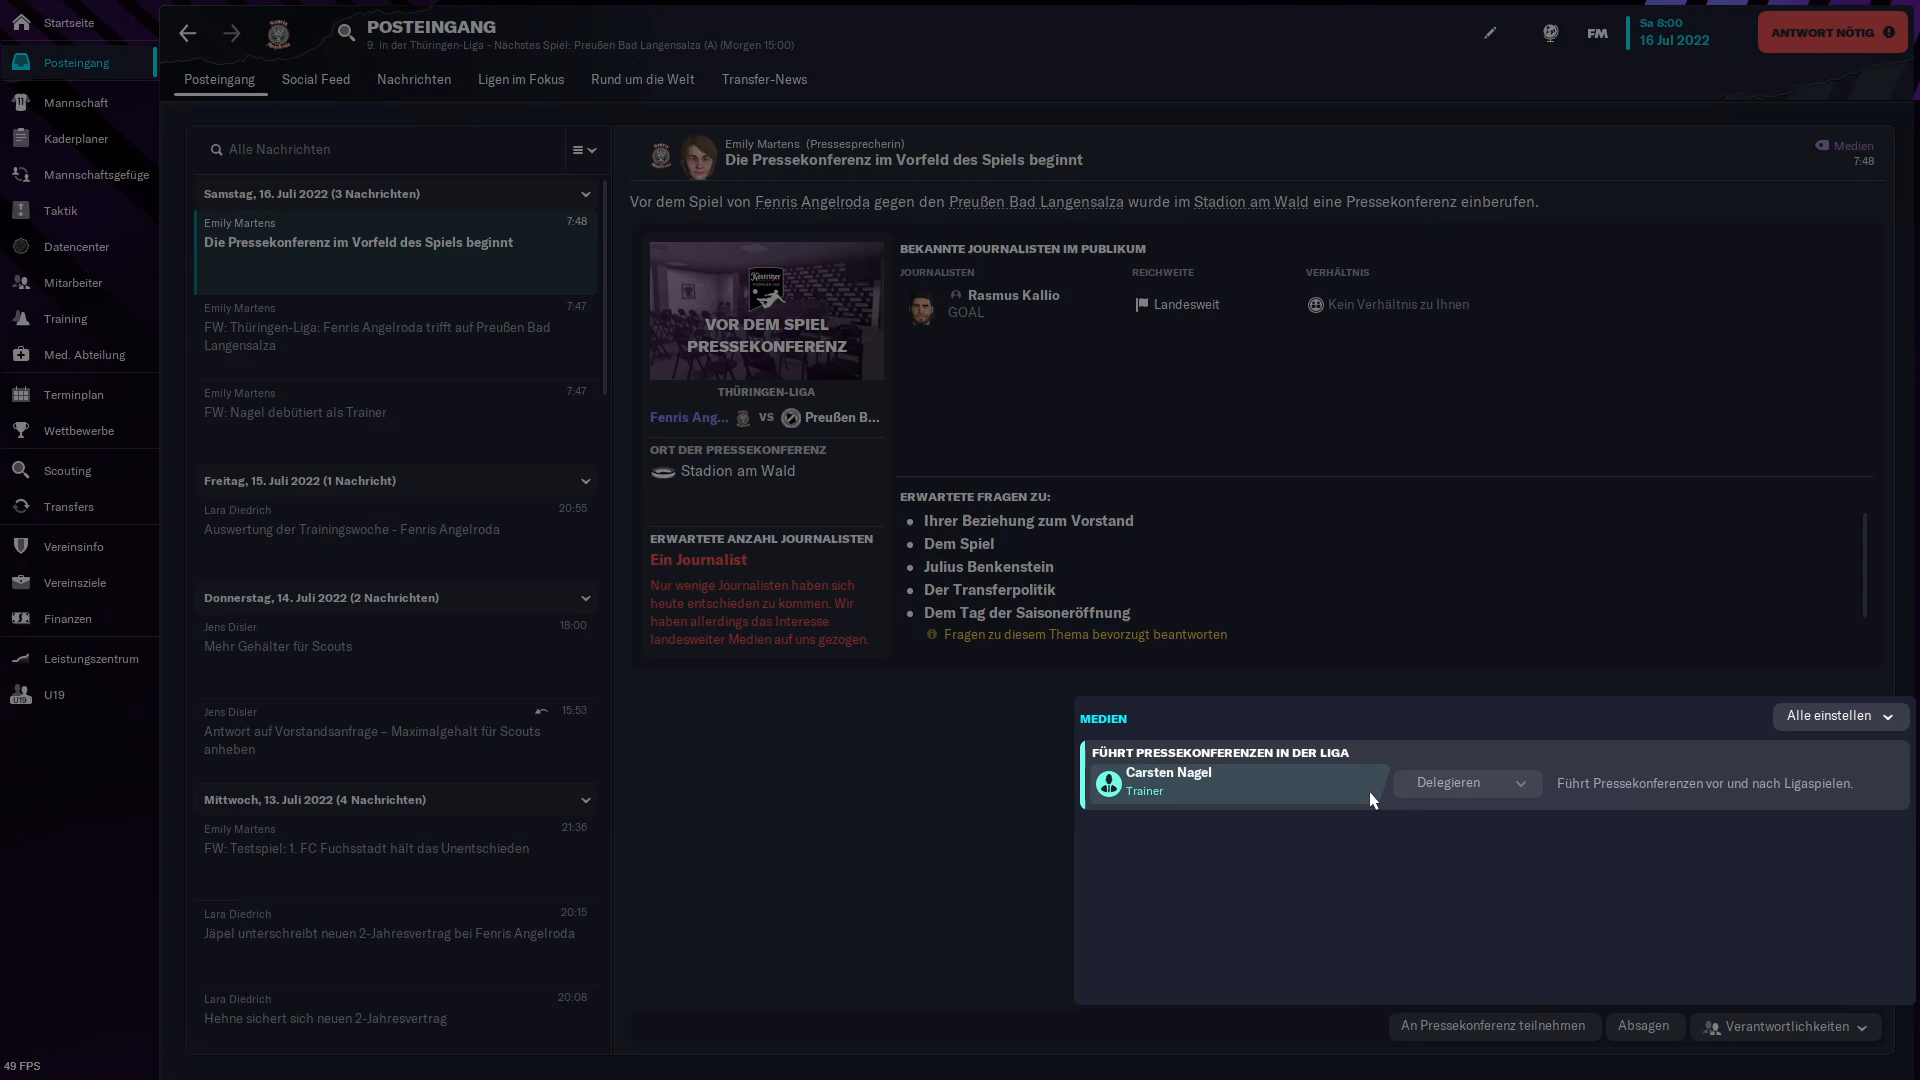 Startseite
Posteingang
Mannschaft
Kaderplaner
Mannschaftsgefüge
Taktik
Datencenter
Mitarbeiter
Training
Med. Abteilung
Terminplan
Wettbewerbe
Scouting
Transfers
Vereinsinfo
Vereinsziele
Finanzen
Leistungszentrum
U19
U19
49 FPS
POSTEINGANG
9. in der Thüringen-Liga - Nächstes Spiel: Preußen Bad Langensalza (A) (Morgen 15:00)
FM
Sa 8:00
16 Jul 2022
ANTWORT NÖTIG
Posteingang
Social Feed
Nachrichten
Ligen im Fokus
Rund um die Welt
Transfer-News
Alle Nachrichten
Samstag, 16. Juli 2022 (3 Nachrichten)
Emily Martens 7:48
Die Pressekonferenz im Vorfeld des Spiels beginnt
Emily Martens 7:47
FW: Thüringen-Liga: Fenris Angelroda trifft auf Preußen Bad
Langensalza
Emily Martens 7:47
FW: Nagel debütiert als Trainer
Freitag, 15. Juli 2022 (1 Nachricht)
Lara Diedrich 20:55
Auswertung der Trainingswoche - Fenris Angelroda
Donnerstag, 14. Juli 2022 (2 Nachrichten)
Jens Disler 18:00
Mehr Gehälter für Scouts
Jens Disler 15:53
Antwort auf Vorstandsanfrage – Maximalgehalt für Scouts
anheben
Mittwoch, 13. Juli 2022 (4 Nachrichten)
Emily Martens 21:36
FW: Testspiel: 1. FC Fuchsstadt hält das Unentschieden
Lara Diedrich 20:15
Jäpel unterschreibt neuen 2-Jahresvertrag bei Fenris Angelroda
Lara Diedrich 20:08
Hehne sichert sich neuen 2-Jahresvertrag
Emily Martens (Pressesprecherin)
Die Pressekonferenz im Vorfeld des Spiels beginnt
Medien
7:48
Vor dem Spiel von Fenris Angelroda gegen den Preußen Bad Langensalza wurde im Stadion am Wald eine Pressekonferenz einberufen.
Köstritzer
VOR DEM SPIEL
PRESSEKONFERENZ
THÜRINGEN-LIGA
Fenris Ang... VS Preußen B...
ORT DER PRESSEKONFERENZ
Stadion am Wald
ERWARTETE ANZAHL JOURNALISTEN
Ein Journalist
Nur wenige Journalisten haben sich
heute entschieden zu kommen. Wir
haben allerdings das Interesse
landesweiter Medien auf uns gezogen.
BEKANNTE JOURNALISTEN IM PUBLIKUM
JOURNALISTEN REICHWEITE VERHÄLTNIS
Rasmus Kallio
GOAL
Landesweit
Kein Verhältnis zu Ihnen
ERWARTETE FRAGEN ZU:
• Ihrer Beziehung zum Vorstand
• Dem Spiel
• Julius Benkenstein
• Der Transferpolitik
• Dem Tag der Saisoneröffnung
Fragen zu diesem Thema bevorzugt beantworten
MEDIEN
Alle einstellen
FÜHRT PRESSEKONFERENZEN IN DER LIGA
Carsten Nagel
Trainer
Delegieren
Führt Pressekonferenzen vor und nach Ligaspielen.
An Pressekonferenz teilnehmen
Absagen
Verantwortlichkeiten